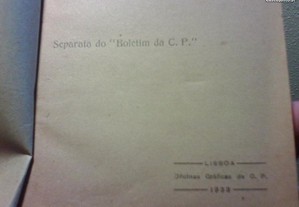 Separata do "Boletim da C. P."
LISBOA
Oficinas Gráficas da C. P.
1939